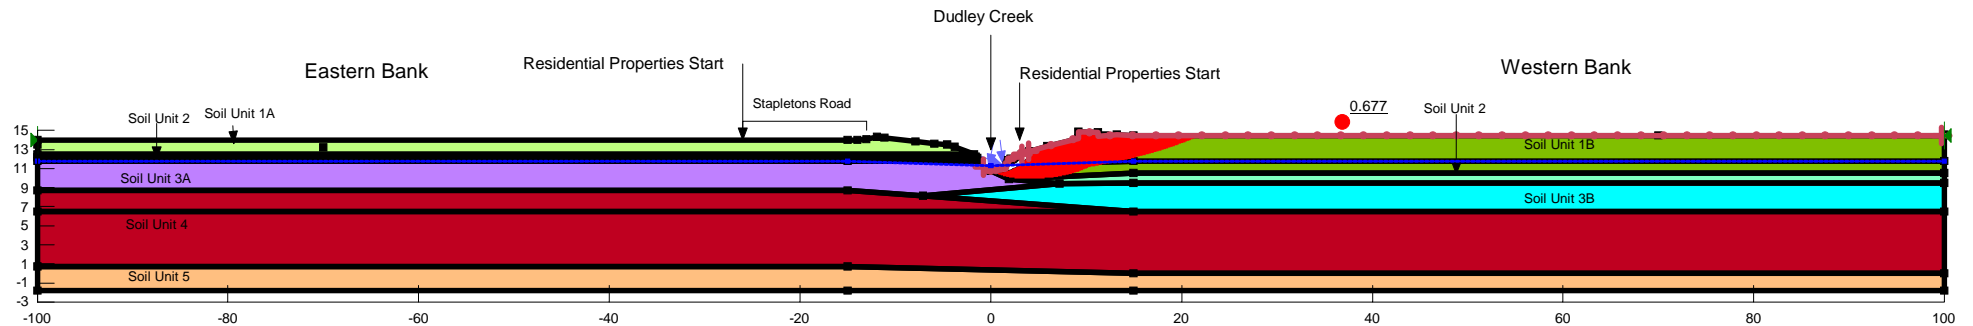 Dudley Creek
Eastern Bank
Residential Properties Start
Residential Properties Start
Western Bank
Stapletons Road
Soil Unit 2
Soil Unit 1A
0.677
Soil Unit 2
15
13
11
9
7
5
3
1
-1
-3
Soil Unit 1B
Soil Unit 3A
Soil Unit 3B
Soil Unit 4
Soil Unit 5
-100
-80
-60
-40
-20
0
20
40
60
80
100